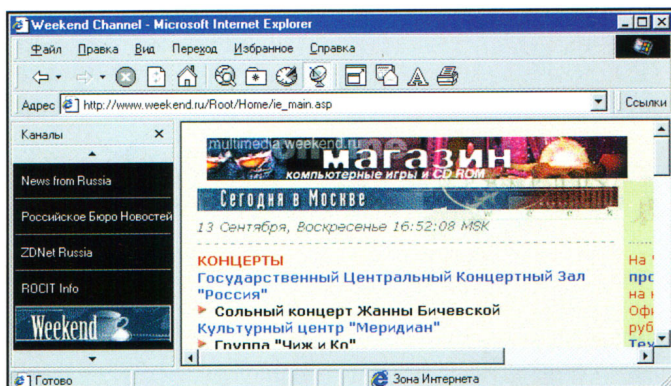 Weekend Channel - Microsoft Internet Explorer
Файл Правка Вид Переход Избранное Справка
Адрес http://www.weekend.ru/Root/Home/ie_main.asp Ссылки
Каналы
News from Russia
Российское Бюро Новостей
ZDNet Russia
ROCIT Info
Weekend
multimedia.weekend.ru
магазин
компьютерные игры и CD ROM
Сегодня в Москве
week
13 Сентября, Воскресенье 16:52:08 MSK
КОНЦЕРТЫ
Государственный Центральный Концертный Зал
"Россия"
Сольный концерт Жанны Бичевской
Культурный центр "Меридиан"
Группа "Чиж и Ко"
На
про
на
Офи
руб
Тех
Готово
Зона Интернета